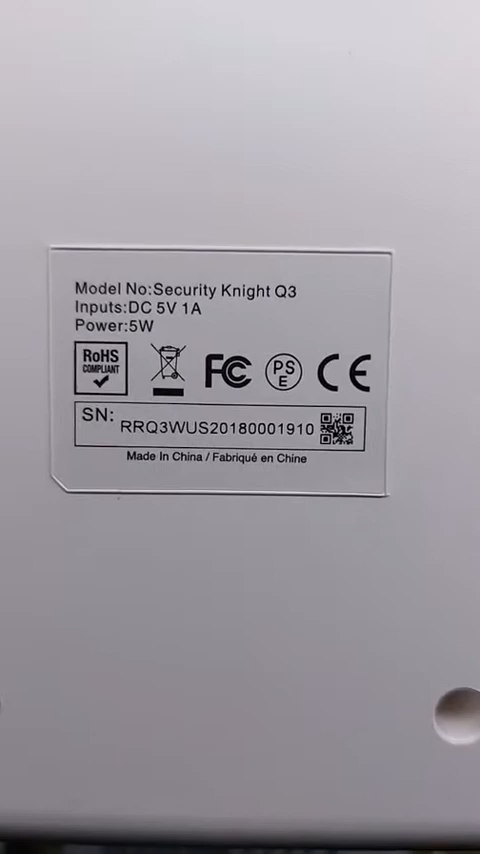 Model No:Security Knight Q3
Inputs:DC 5V 1A
Power:5W
RoHS
COMPLIANT
FC
PS
E
CE
SN:
RRQ3WUS20180001910
Made In China / Fabriqué en Chine